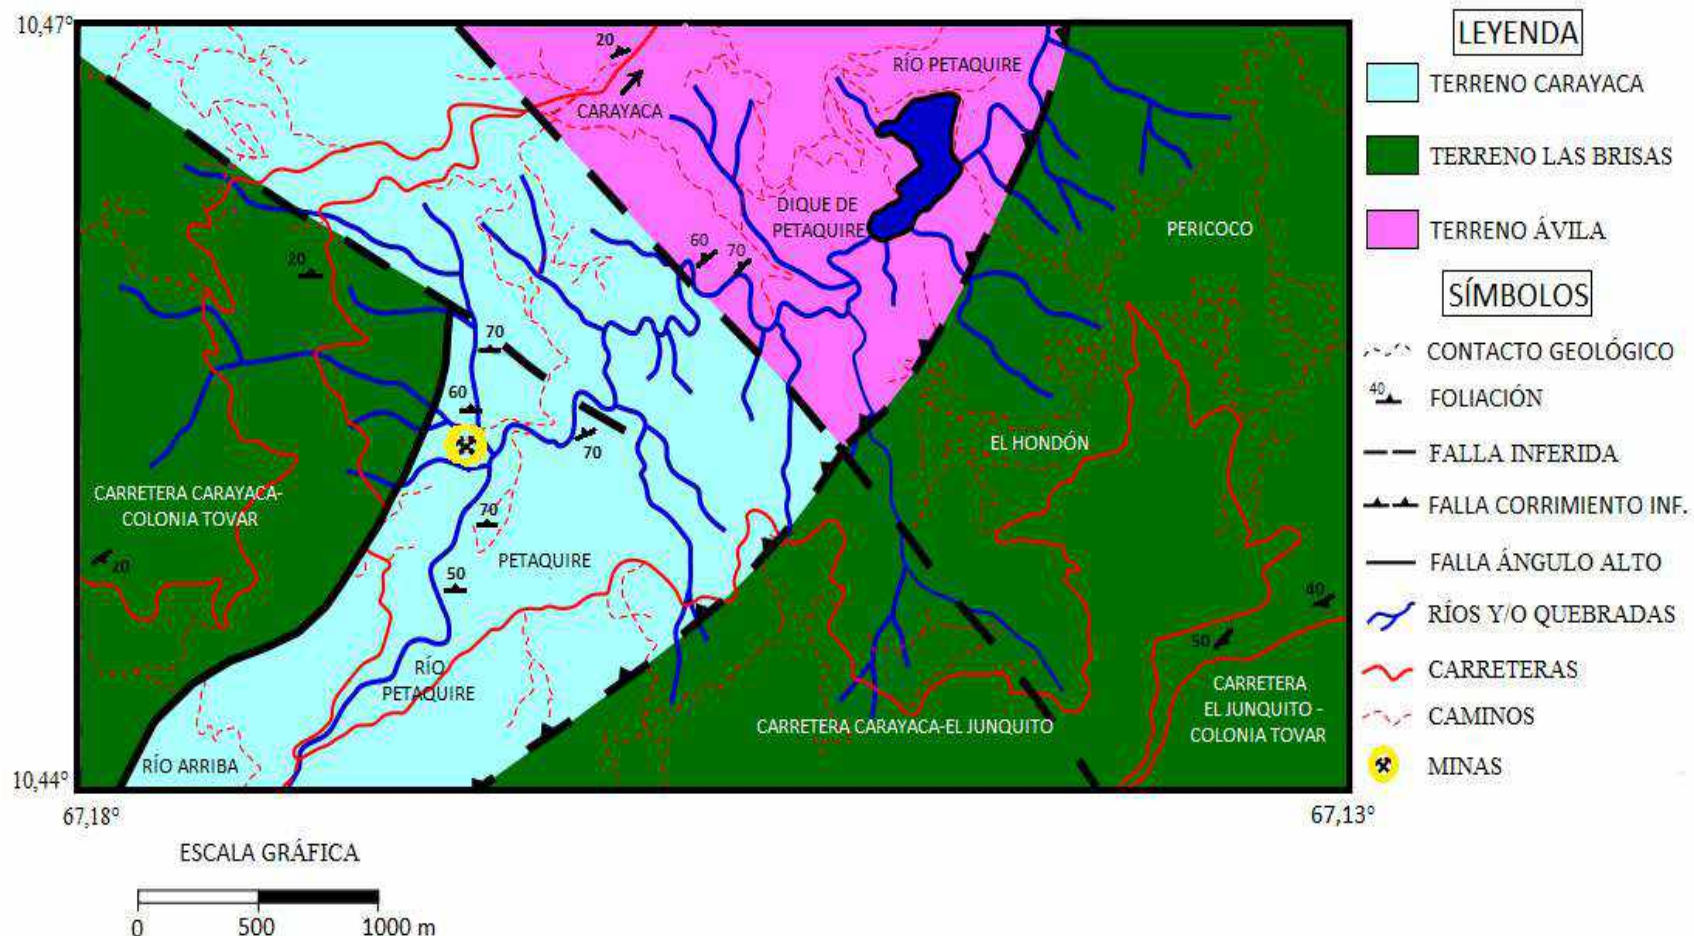 10,47°
20
CARAYACA
RÍO PETAQUIRE
DIQUE DE
PETAQUIRE
60
70
PERICOCO
20
70
60
70
EL HONDÓN
CARRETERA CARAYACA-
COLONIA TOVAR
70
20
PETAQUIRE
50
40
50
RÍO
PETAQUIRE
CARRETERA
EL JUNQUITO -
COLONIA TOVAR
CARRETERA CARAYACA-EL JUNQUITO
RÍO ARRIBA
10,44°
67,18°
67,13°
ESCALA GRÁFICA
0 500 1000 m
LEYENDA
TERRENO CARAYACA
TERRENO LAS BRISAS
TERRENO ÁVILA
SÍMBOLOS
CONTACTO GEOLÓGICO
40 FOLIACIÓN
FALLA INFERIDA
FALLA CORRIMIENTO INF.
FALLA ÁNGULO ALTO
RÍOS Y/O QUEBRADAS
CARRETERAS
CAMINOS
MINAS